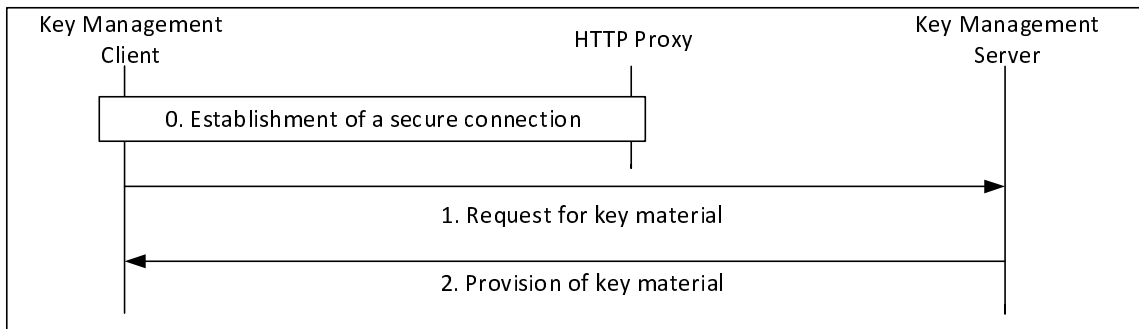 Key Management
Client
HTTP Proxy
Key Management
Server
0. Establishment of a secure connection
1. Request for key material
2. Provision of key material